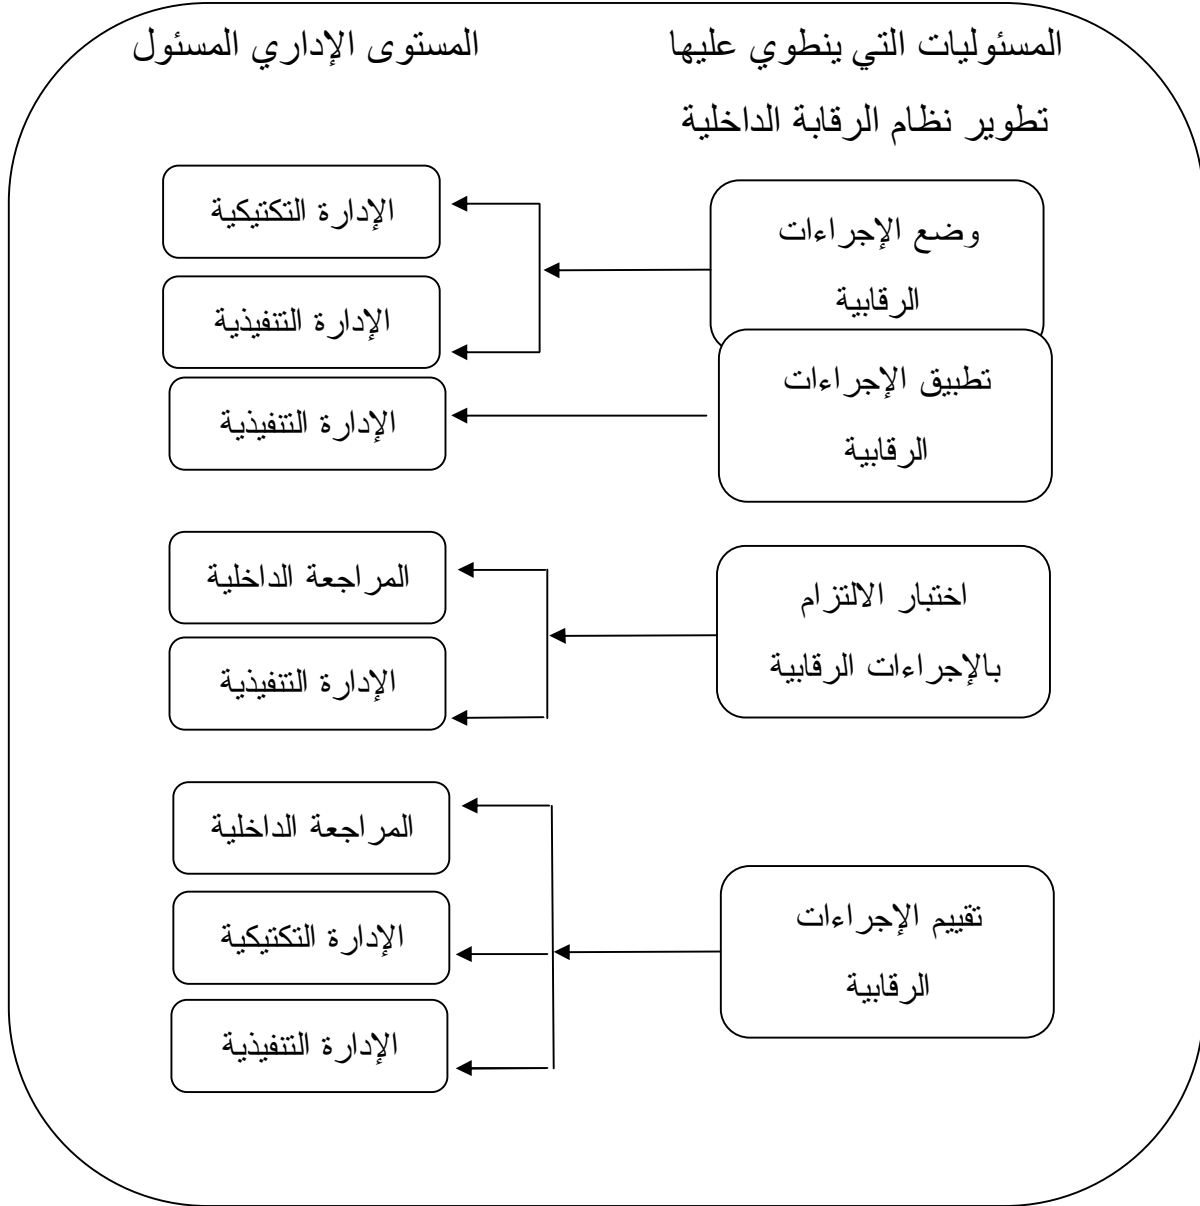 المسئوليات التي ينطوي عليها
تطوير نظام الرقابة الداخلية
المستوى الإداري المسئول
وضع الإجراءات
الرقابية
الإدارة التكتيكية
الإدارة التنفيذية
تطبيق الإجراءات
الرقابية
الإدارة التنفيذية
اختبار الالتزام
بالإجراءات الرقابية
المراجعة الداخلية
الإدارة التنفيذية
تقييم الإجراءات
الرقابية
المراجعة الداخلية
الإدارة التكتيكية
الإدارة التنفيذية